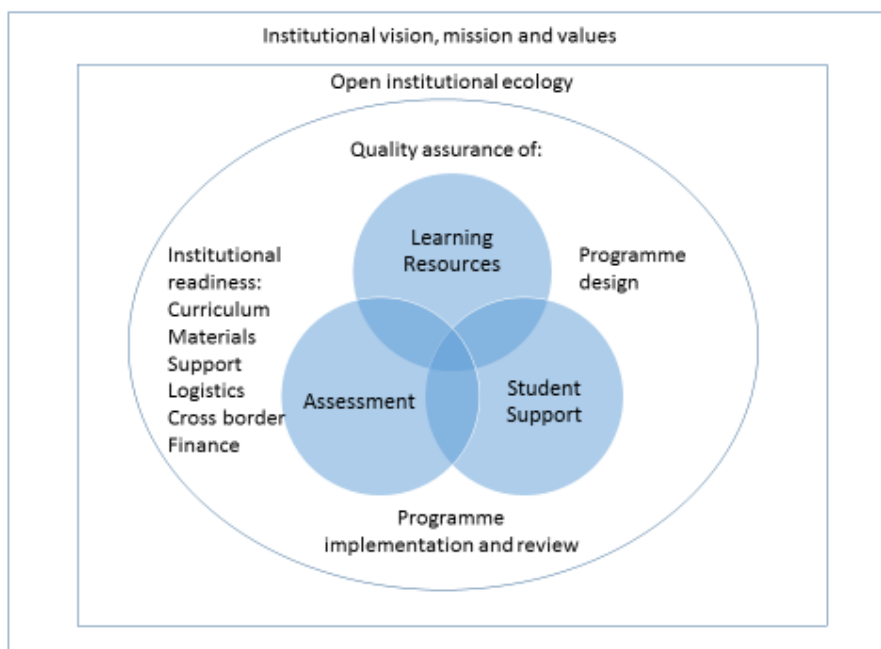 Institutional vision, mission and values
Open institutional ecology
Quality assurance of:
Learning
Resources
Institutional
readiness:
Curriculum
Materials
Support
Logistics
Cross border
Finance
Programme
design
Assessment
Student
Support
Programme
implementation and review